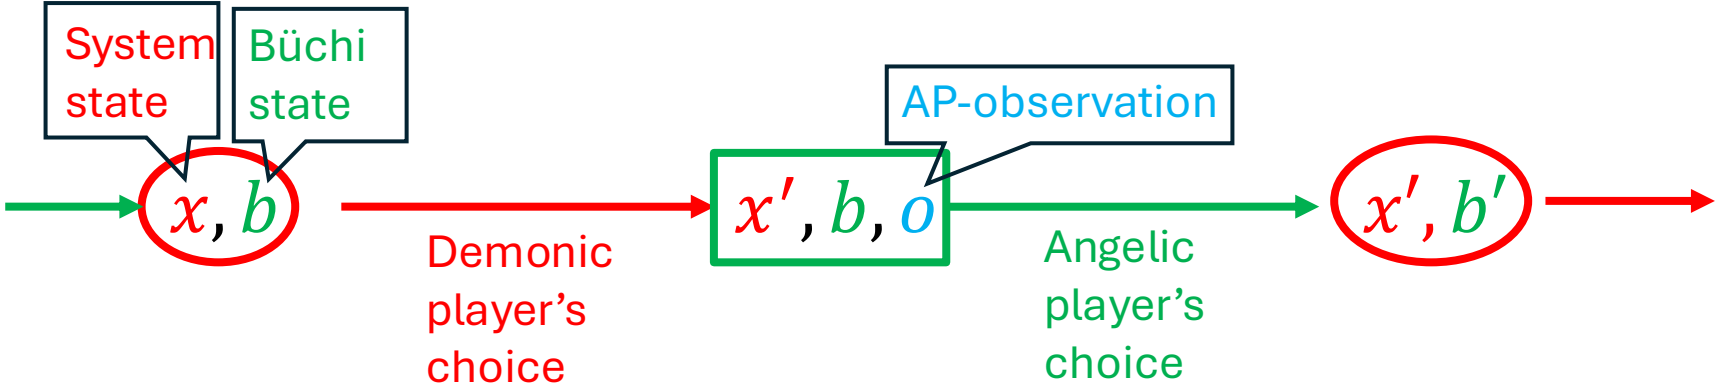 System
state
Büchi
state
AP-observation
x, b
x′, b, o
x′, b′
Demonic
player’s
choice
Angelic
player’s
choice